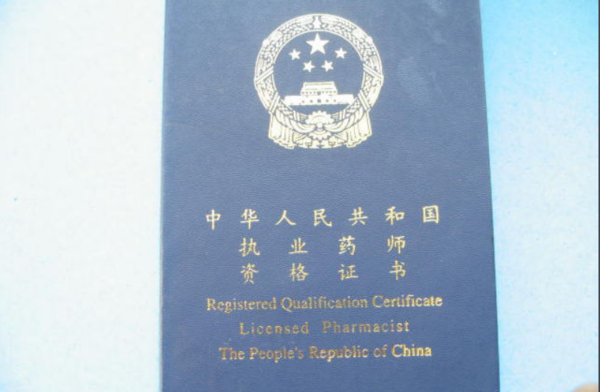 中华人民共和国
执业药师
资格证书
Registered Qualification Certificate
Licensed Pharmacist
The People's Republic of China